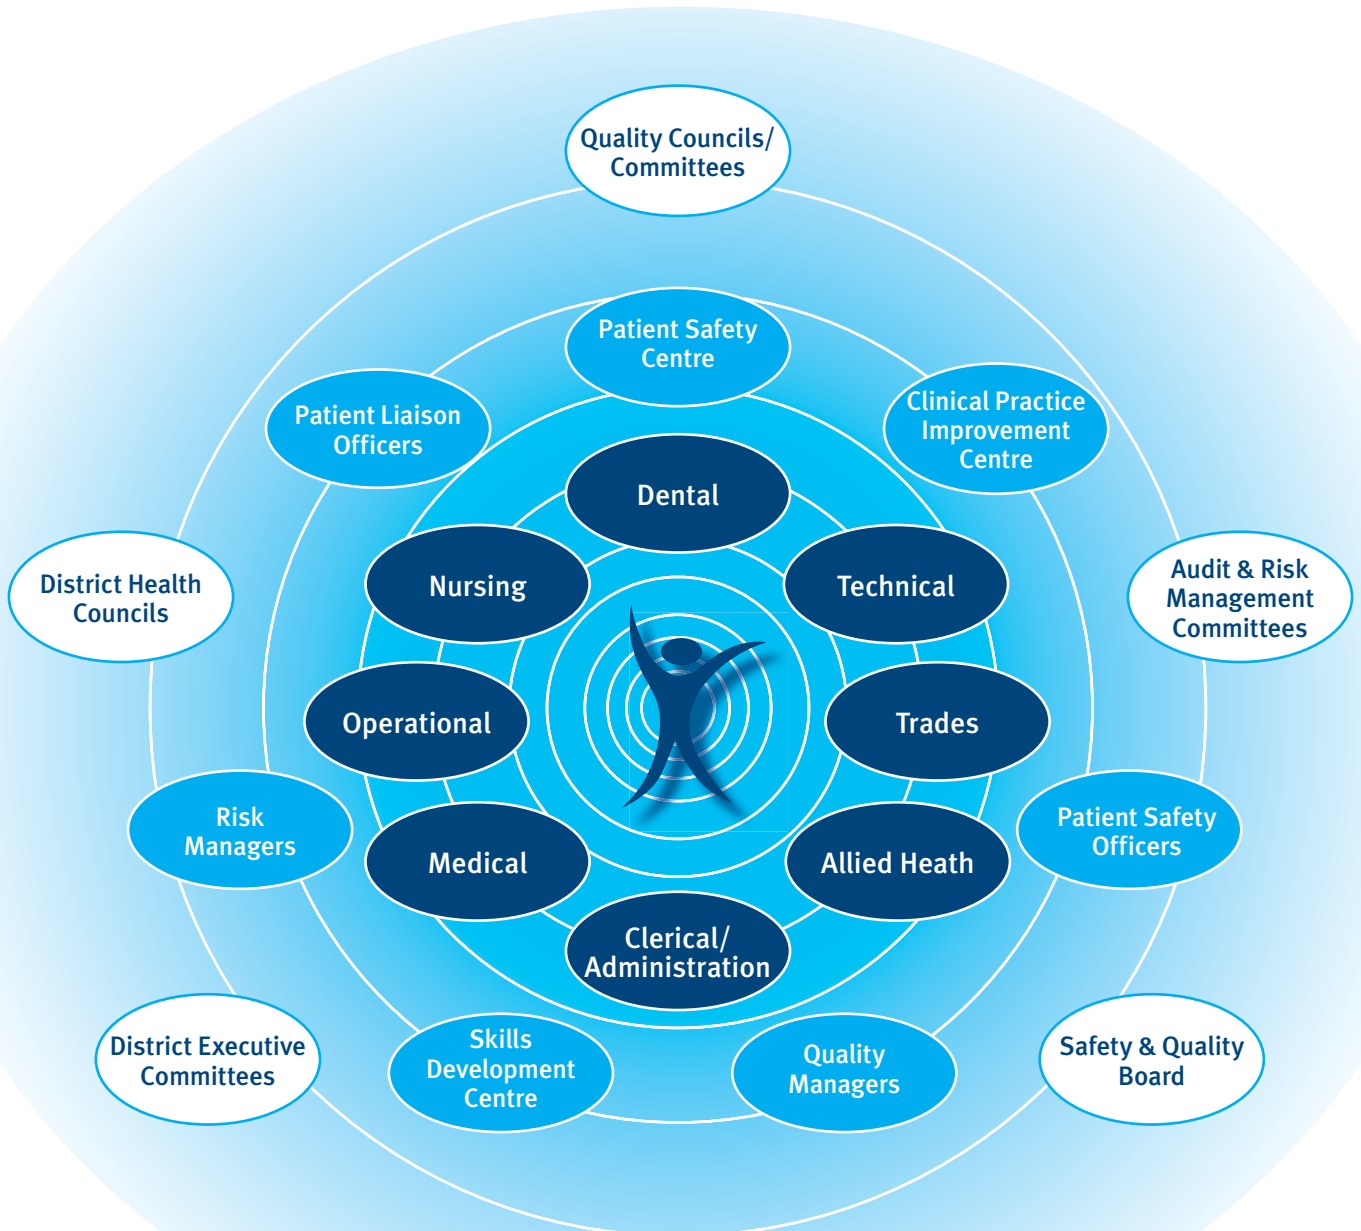 Quality Councils/
Committees
Patient Safety
Centre
Patient Liaison
Officers
Clinical Practice
Improvement
Centre
Dental
Nursing
Technical
District Health
Councils
Audit & Risk
Management
Committees
Operational
Trades
Risk
Managers
Patient Safety
Officers
Medical
Allied Heath
Clerical/
Administration
District Executive
Committees
Skills
Development
Centre
Quality
Managers
Safety & Quality
Board